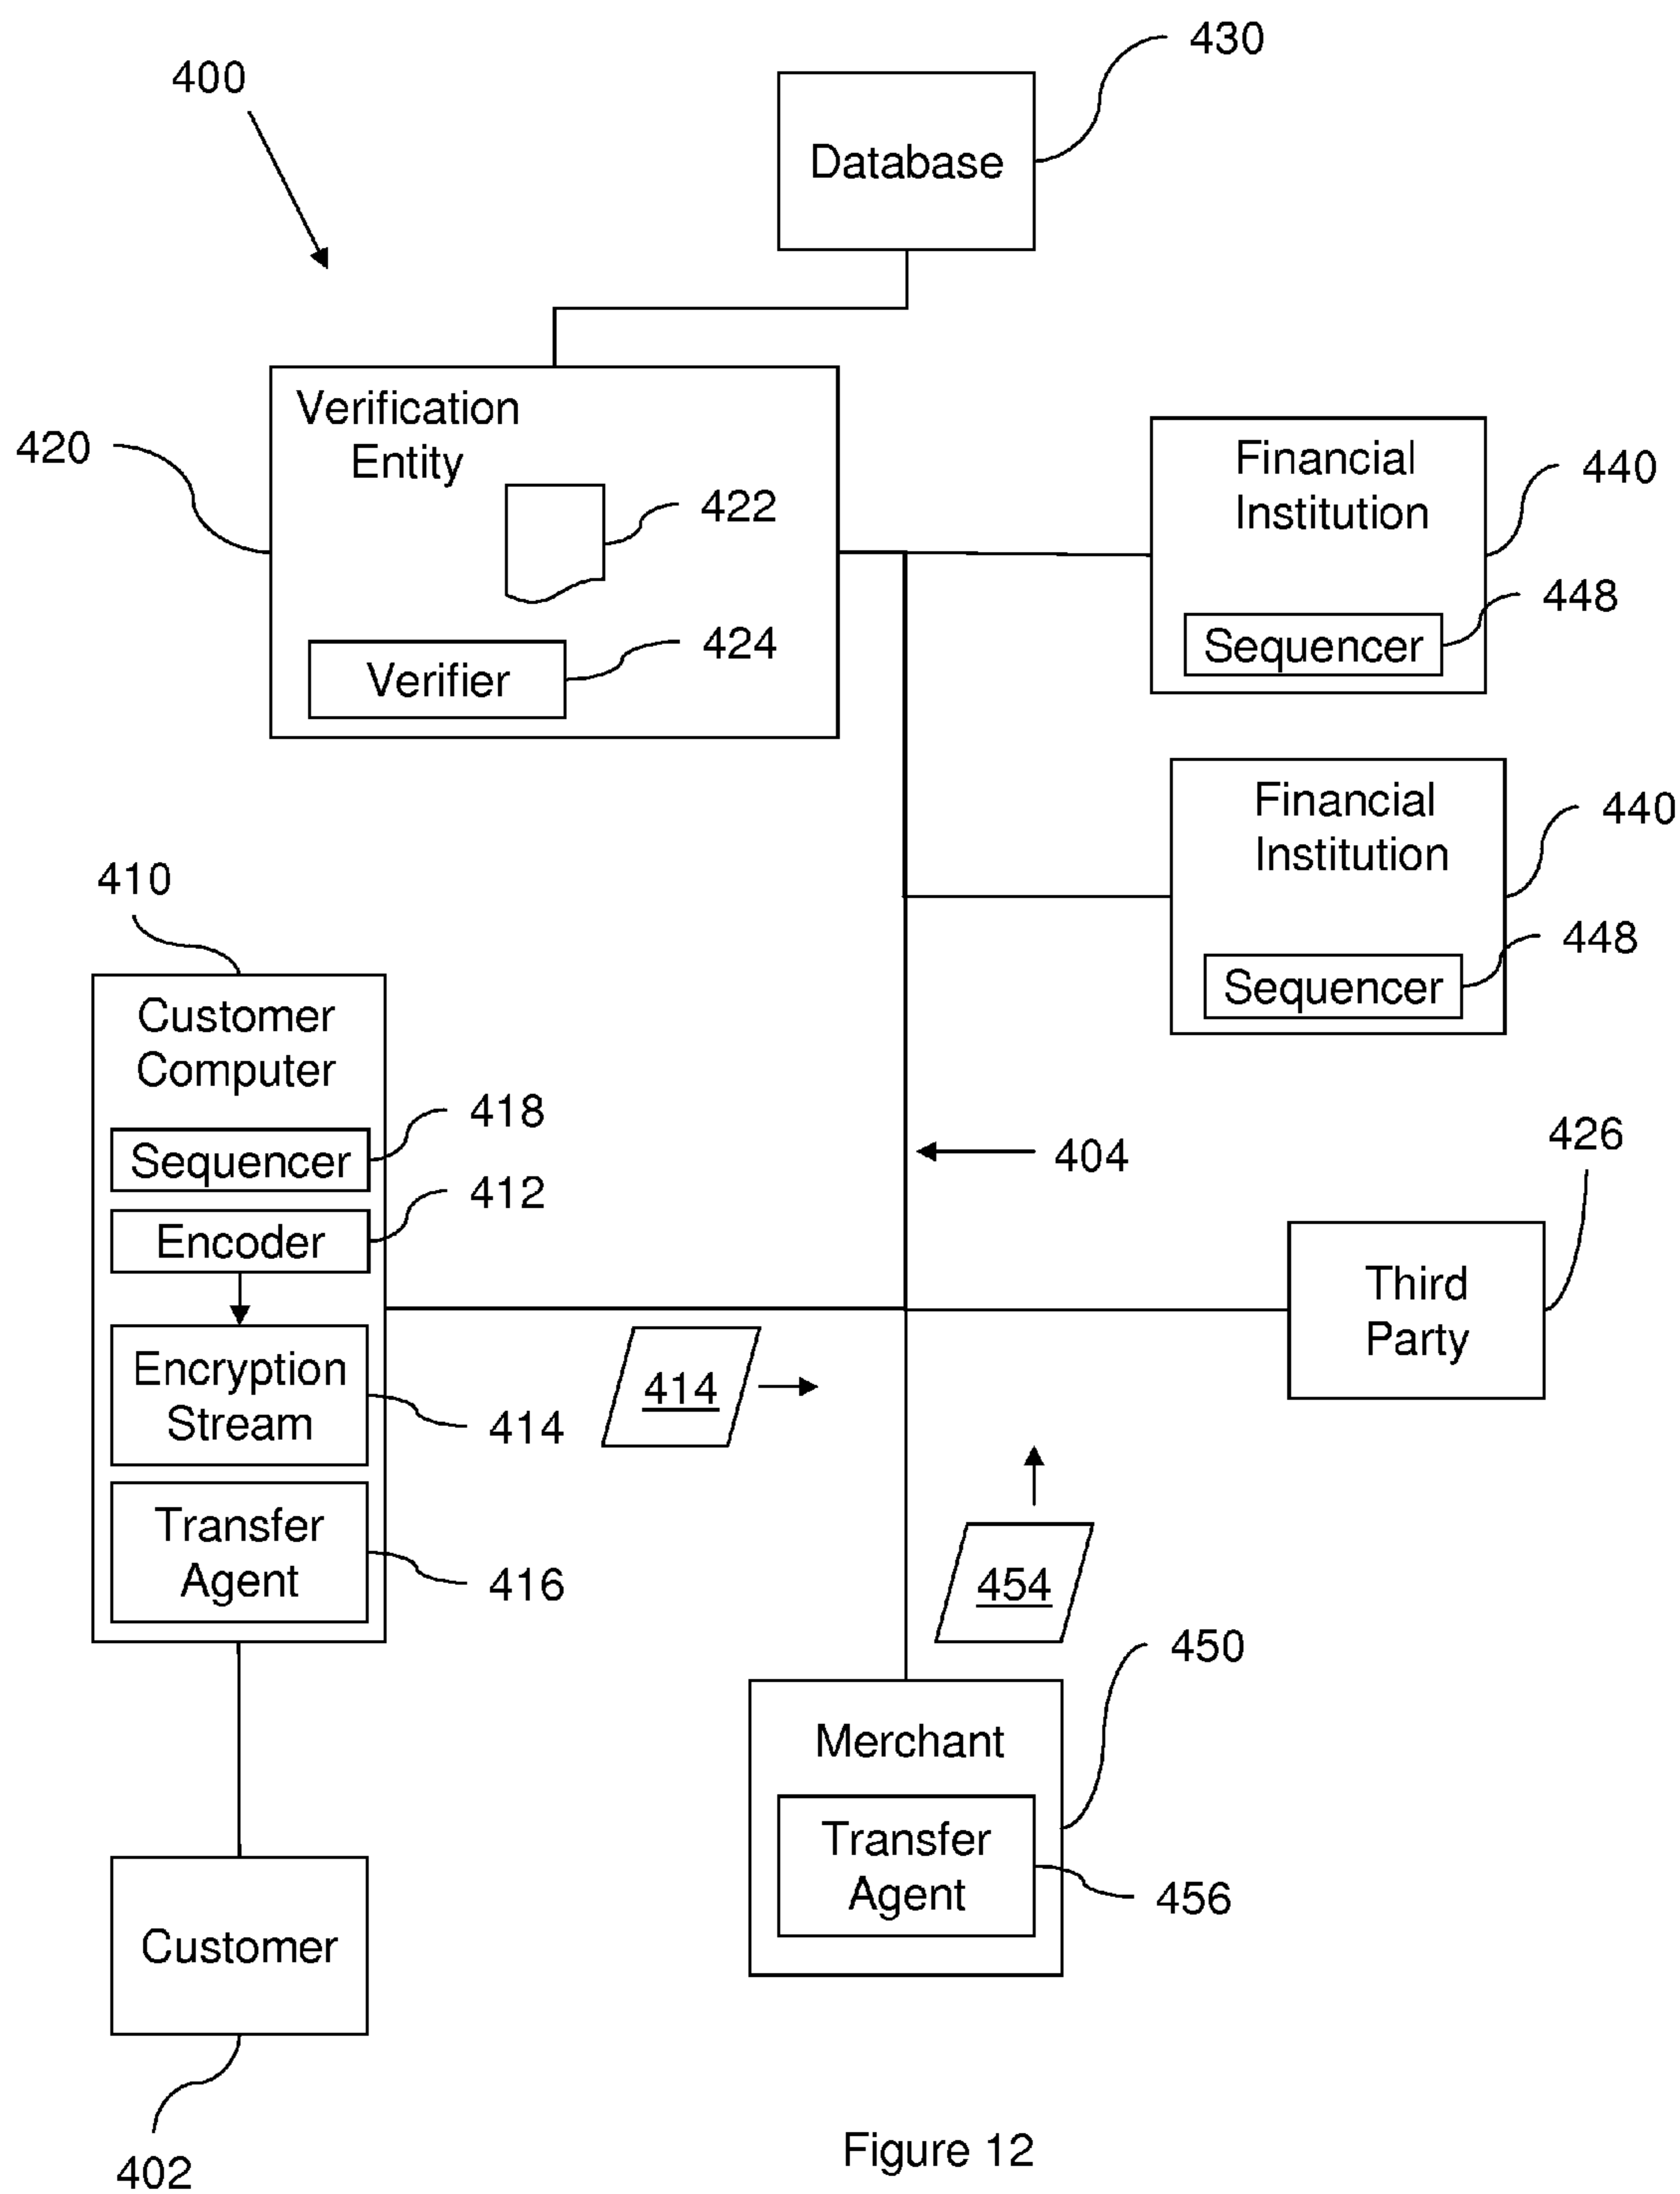 430
400
Database
Verification
Entity
420
422
424
Verifier
Financial
Institution
440
448
Sequencer
Financial
Institution
440
448
Sequencer
410
Customer
Computer
418
Sequencer
412
Encoder
Encryption
Stream
414
Transfer
Agent
416
404
426
Third
Party
414
454
450
Merchant
Transfer
Agent
456
Customer
402
Figure 12